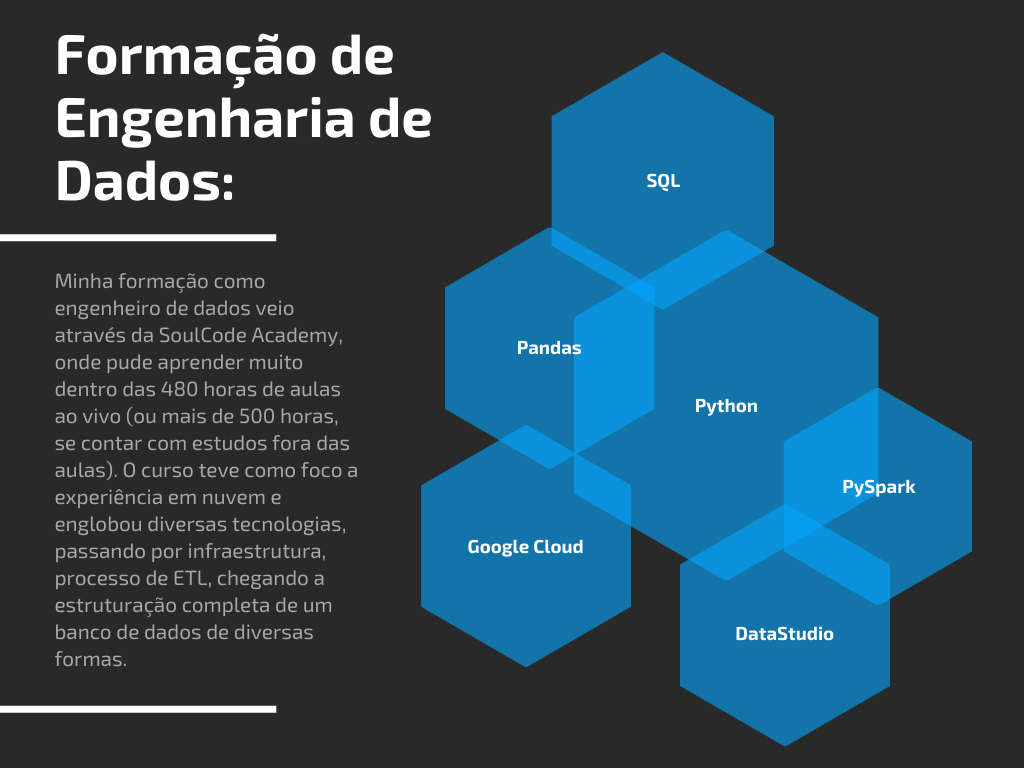 Formação de
Engenharia de
Dados:
Minha formação como
engenheiro de dados veio
através da SoulCode Academy,
onde pude aprender muito
dentro das 480 horas de aulas
ao vivo (ou mais de 500 horas,
se contar com estudos fora das
aulas). O curso teve como foco a
experiência em nuvem e
englobou diversas tecnologias,
passando por infraestrutura,
processo de ETL, chegando a
estruturação completa de um
banco de dados de diversas
formas.
SQL
Pandas
Python
PySpark
Google Cloud
DataStudio